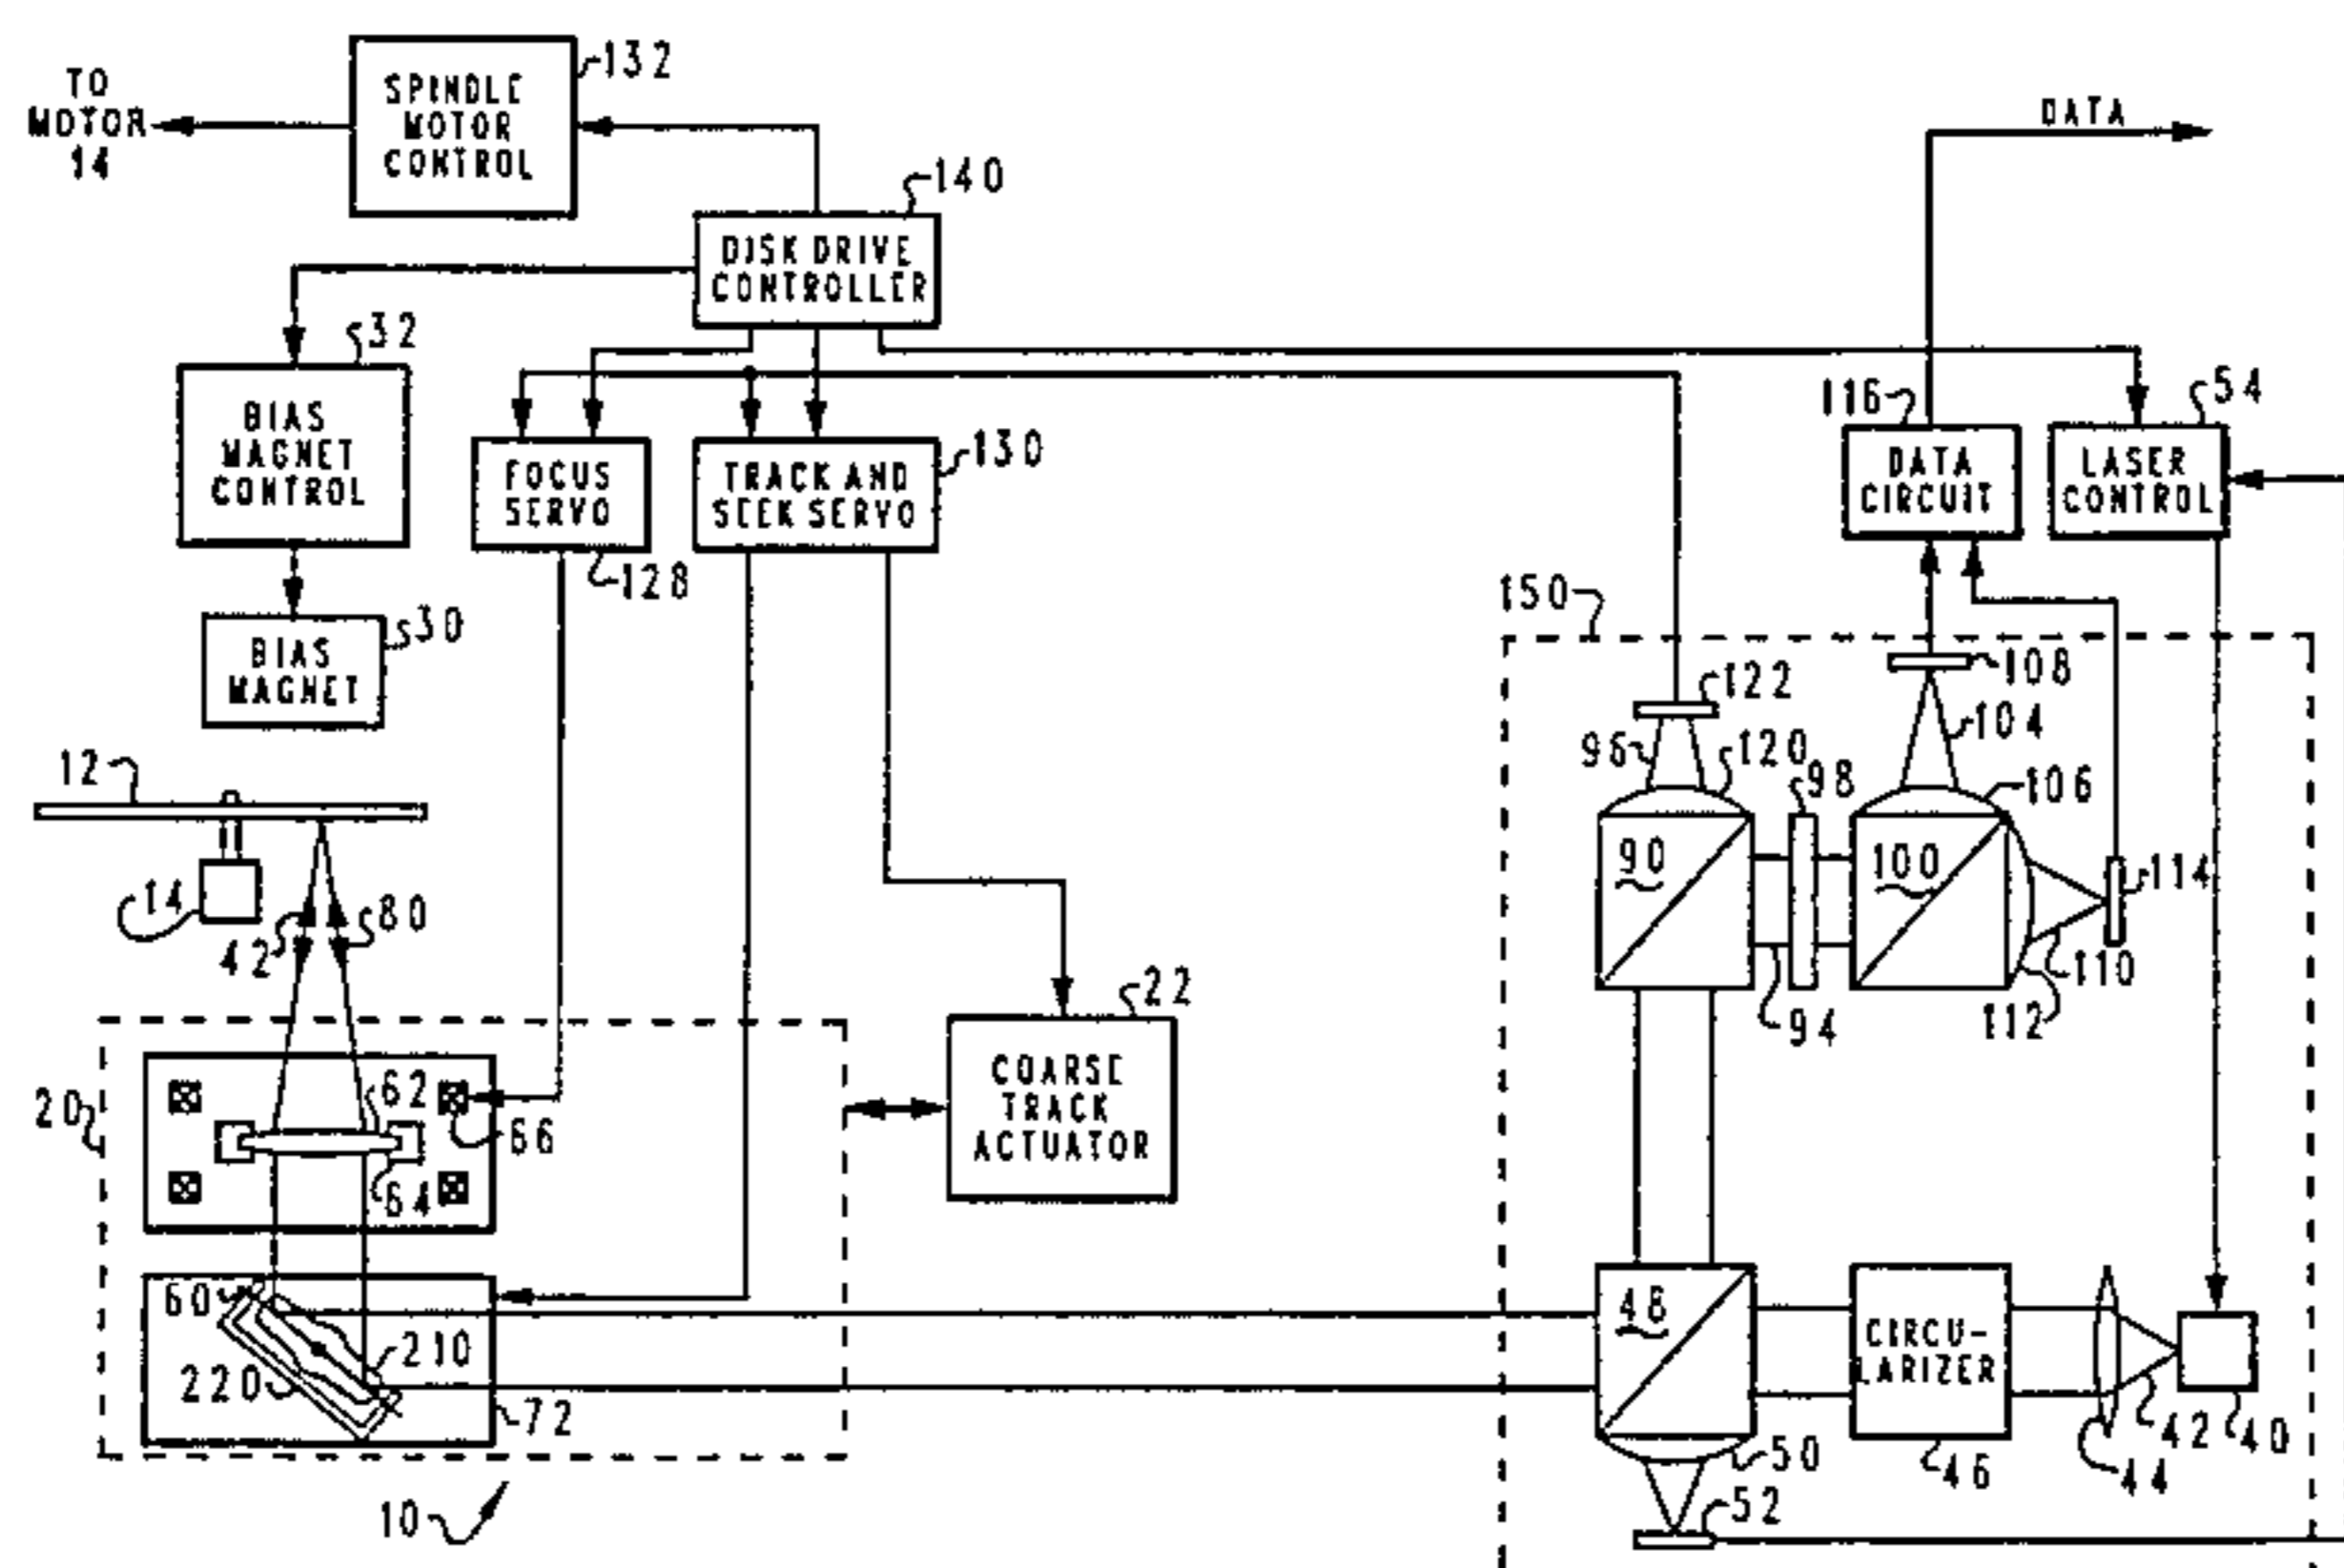 TO
MOTOR
14
SPINDLE
MOTOR
CONTROL
132
DATA
140
DISK DRIVE
CONTROLLER
32
BIAS
MAGNET
CONTROL
FOCUS
SERVO
128
TRACK AND
SEEK SERVO
130
116
DATA
CIRCUIT
54
LASER
CONTROL
30
BIAS
MAGNET
150
108
122
104
96
120
98
106
12
14
42
80
90
100
114
110
94
112
22
COARSE
TRACK
ACTUATOR
20
62
66
64
60
210
220
72
48
CIRCU-
LARIZER
42
40
50
46
44
52
10